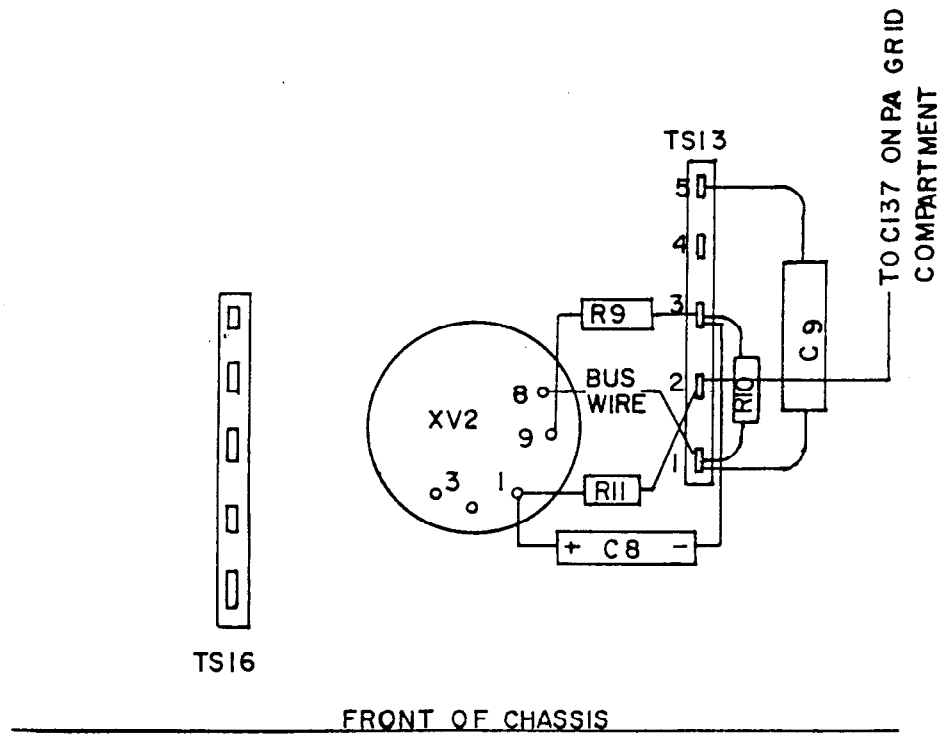 TO C137 ON PA GRID
COMPARTMENT
TS13
5
4
3
2
1
R9
C9
R10
BUS
WIRE
8
XV2
9
3
1
R11
+ C8 -
TS16
FRONT OF CHASSIS